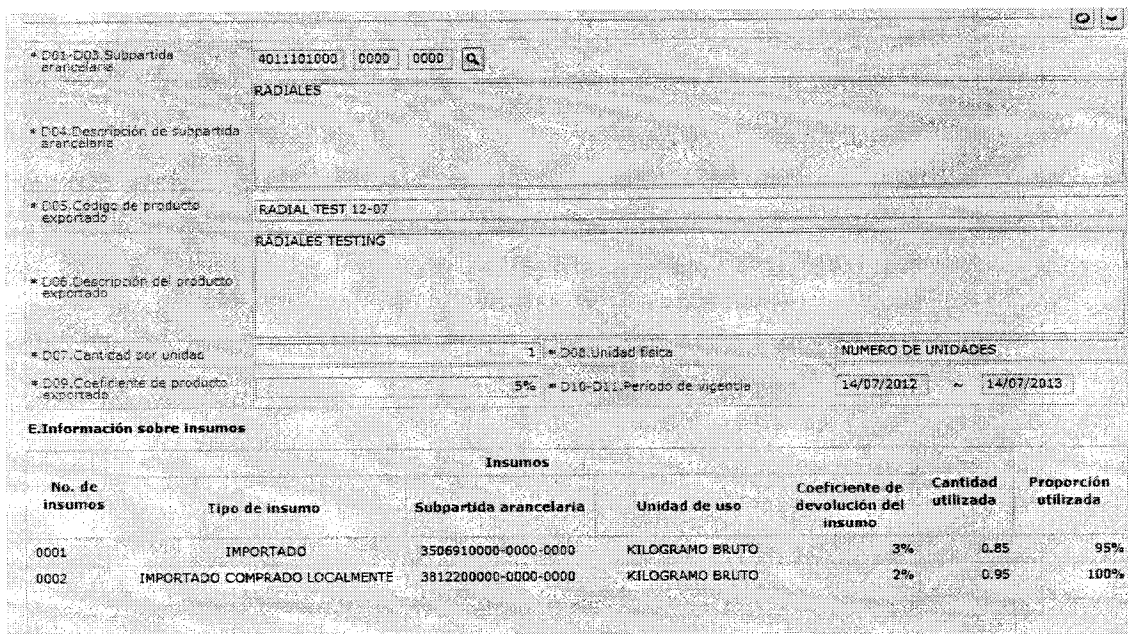 * D01-D03.Subpartida arancelaria
4011101000 0000 0000
* D04.Descripción de subpartida arancelaria
RADIALES
* D05.Código de producto exportado
RADIAL TEST 12-07
* D06.Descripción del producto exportado
RADIALES TESTING
* D07.Cantidad por unidad 1 * D08.Unidad física NUMERO DE UNIDADES
* D09.Coeficiente de producto exportado 5% * D10-D11.Período de vigencia 14/07/2012 ~ 14/07/2013
E.Información sobre insumos
Insumos
No. de insumos Tipo de insumo Subpartida arancelaria Unidad de uso Coeficiente de devolución del insumo Cantidad utilizada Proporción utilizada
0001 IMPORTADO 3506910000-0000-0000 KILOGRAMO BRUTO 3% 0.85 95%
0002 IMPORTADO COMPRADO LOCALMENTE 3812200000-0000-0000 KILOGRAMO BRUTO 2% 0.95 100%